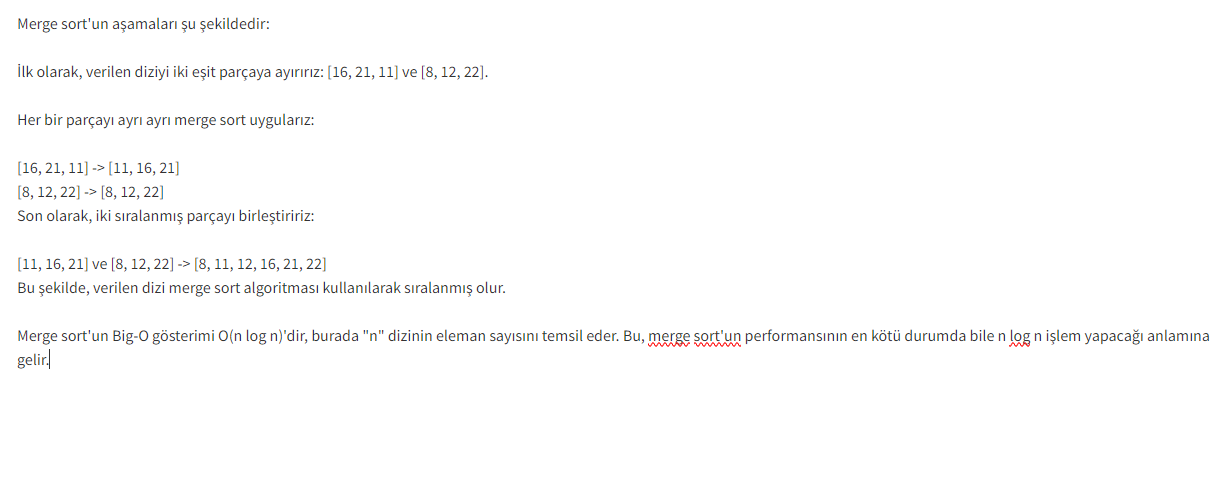 Merge sort'un aşamaları şu şekildedir:
İlk olarak, verilen diziyi iki eşit parçaya ayırırız: [16, 21, 11] ve [8, 12, 22].
Her bir parçayı ayrı ayrı merge sort uygularız:
[16, 21, 11] -> [11, 16, 21]
[8, 12, 22] -> [8, 12, 22]
Son olarak, iki sıralanmış parçayı birleştiririz:
[11, 16, 21] ve [8, 12, 22] -> [8, 11, 12, 16, 21, 22]
Bu şekilde, verilen dizi merge sort algoritması kullanılarak sıralanmış olur.
Merge sort'un Big-O gösterimi O(n log n)'dir, burada "n" dizinin eleman sayısını temsil eder. Bu, merge sort'un performansının en kötü durumda bile n log n işlem yapacağı anlamına
gelir.